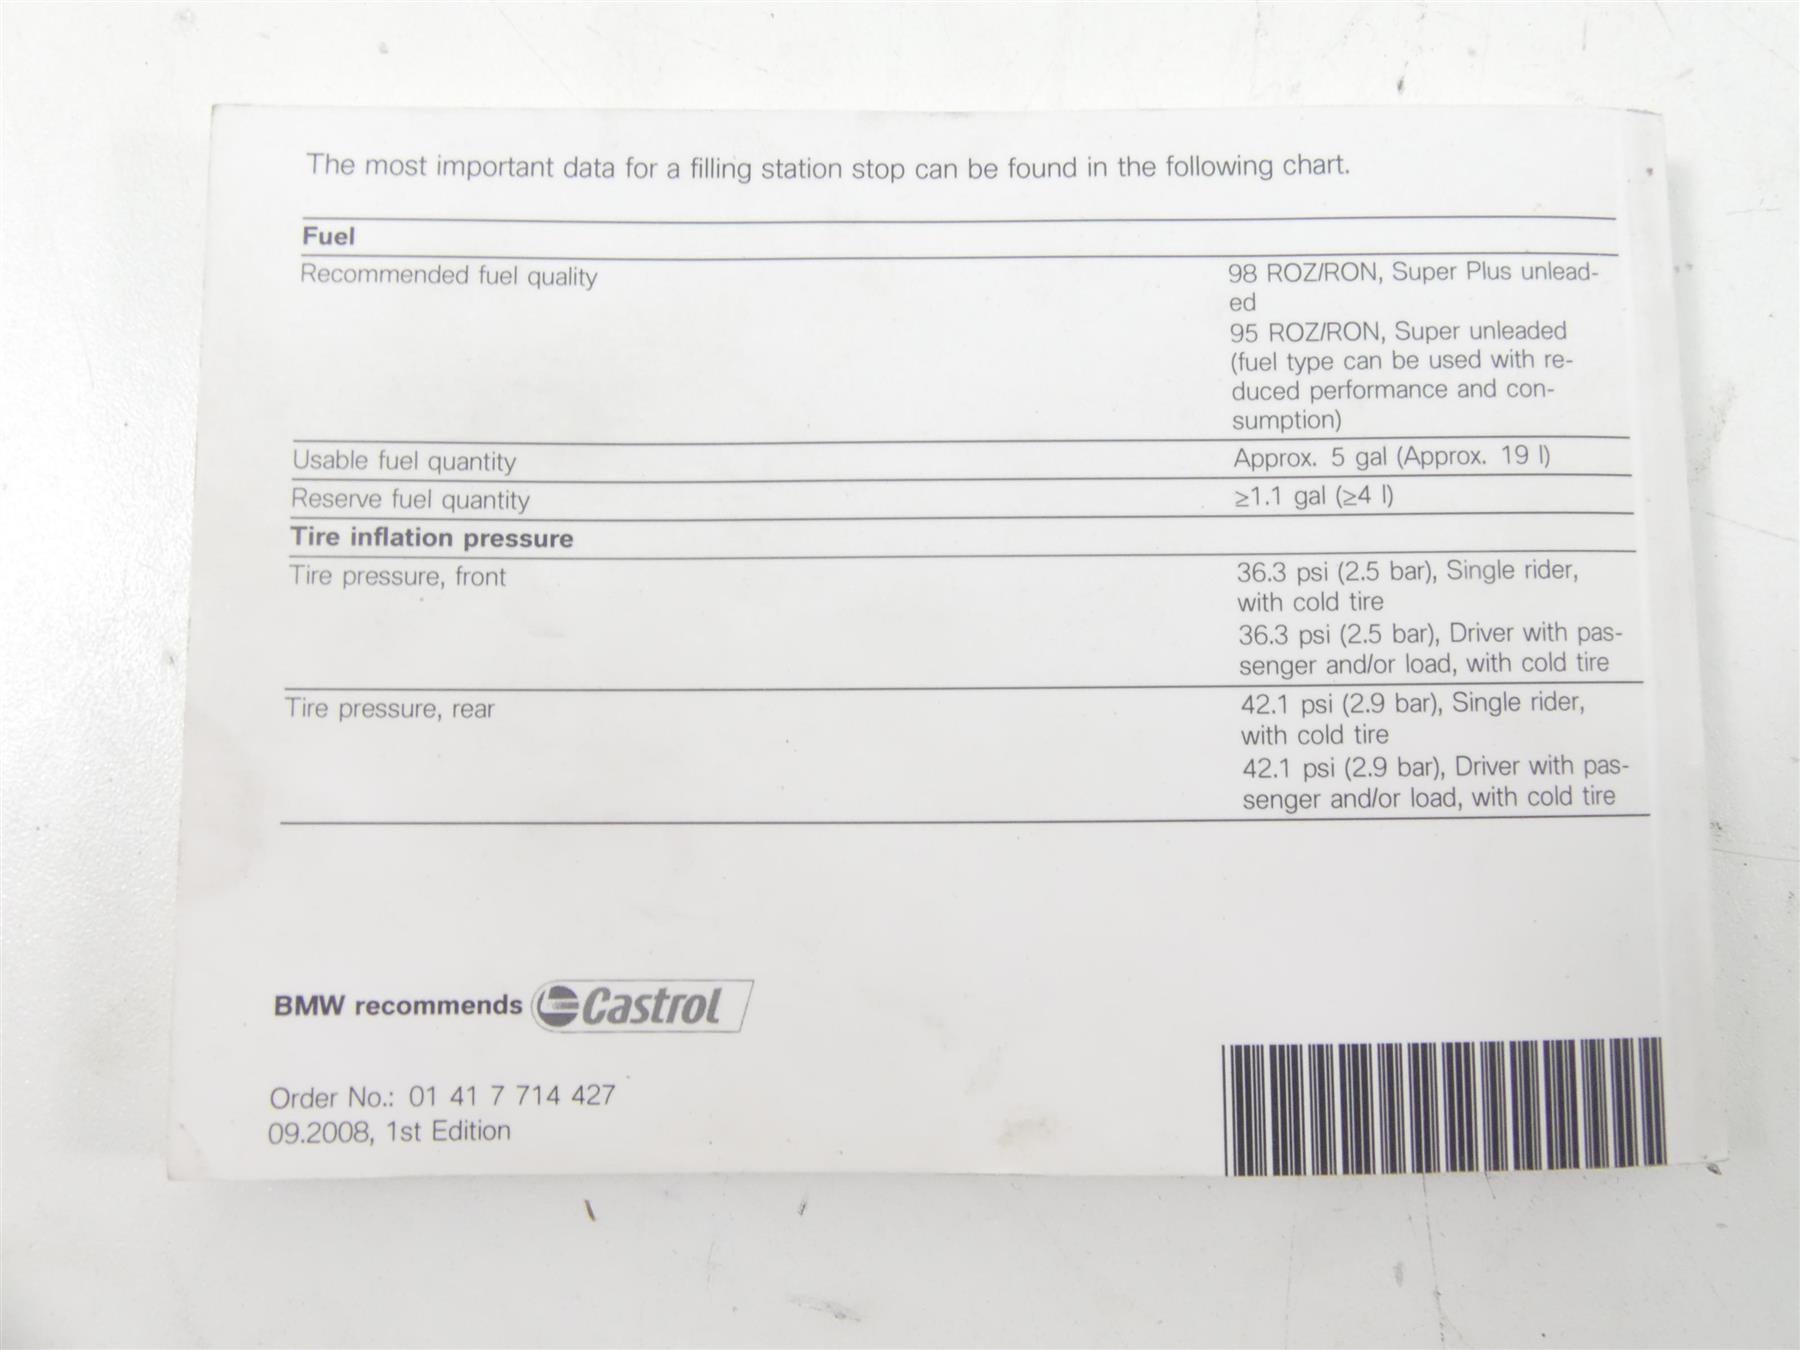 The most important data for a filling station stop can be found in the following chart.
Fuel
Recommended fuel quality
98 ROZ/RON, Super Plus unlead-
ed
95 ROZ/RON, Super unleaded
(fuel type can be used with re-
duced performance and con-
sumption)
Usable fuel quantity
Approx. 5 gal (Approx. 19 l)
Reserve fuel quantity
≥1.1 gal (≥4 l)
Tire inflation pressure
Tire pressure, front
36.3 psi (2.5 bar), Single rider,
with cold tire
36.3 psi (2.5 bar), Driver with pas-
senger and/or load, with cold tire
Tire pressure, rear
42.1 psi (2.9 bar), Single rider,
with cold tire
42.1 psi (2.9 bar), Driver with pas-
senger and/or load, with cold tire
BMW recommends Castrol
Order No.: 01 41 7 714 427
09.2008, 1st Edition